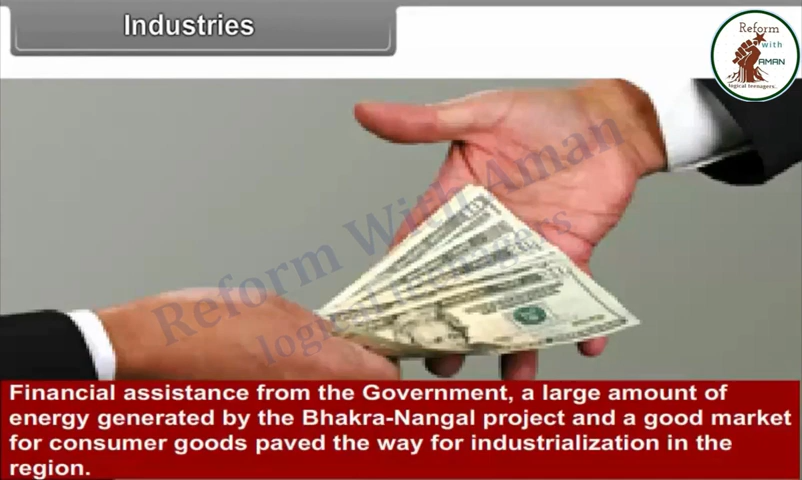 Industries
Reform
with
AMAN
logical teenagers.
Reform With Aman
logical teenagers
Financial assistance from the Government, a large amount of
energy generated by the Bhakra-Nangal project and a good market
for consumer goods paved the way for industrialization in the
region.